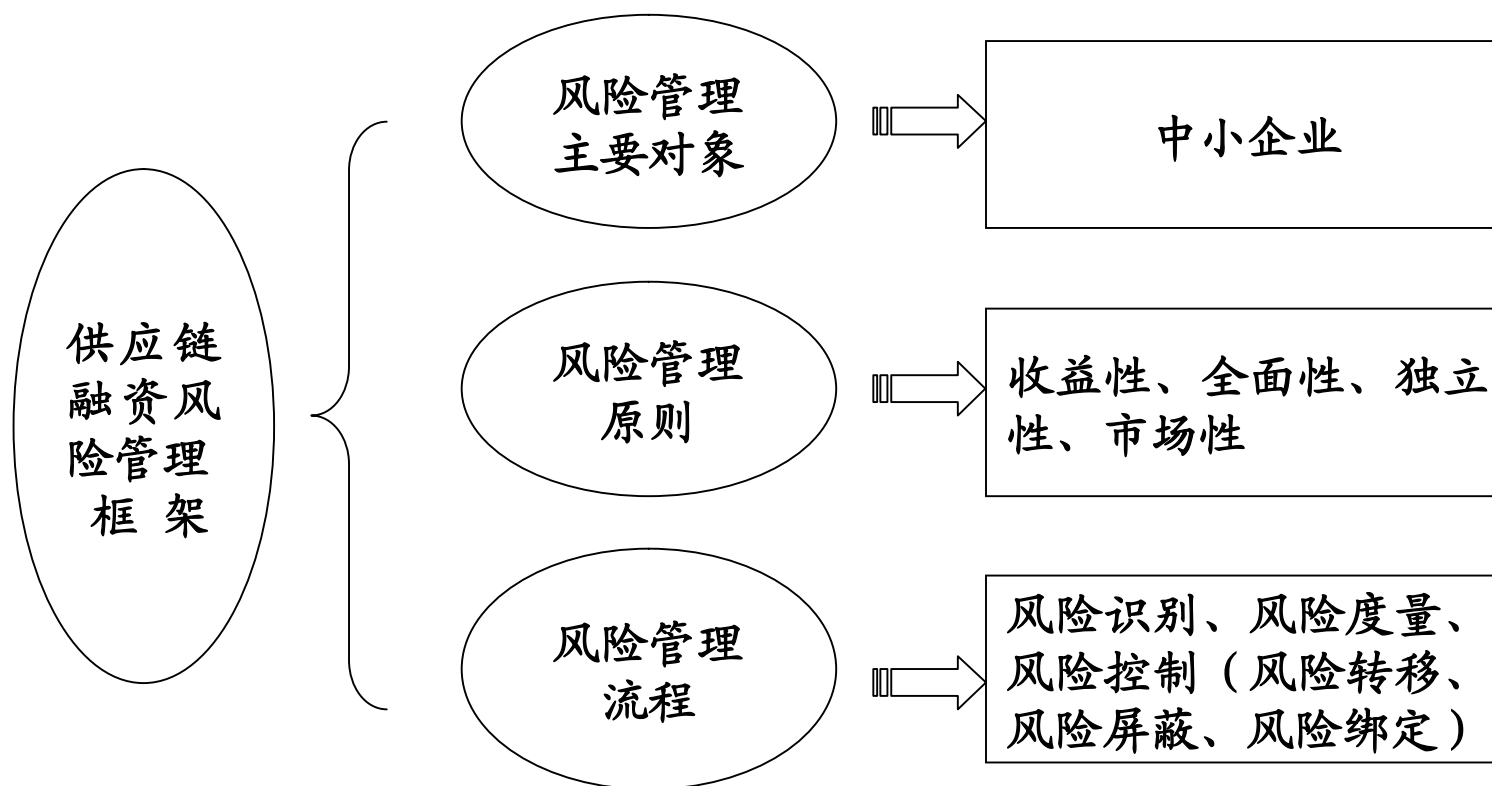 供应链
融资风
险管理
框 架
风险管理
主要对象
中小企业
风险管理
原则
收益性、全面性、独立
性、市场性
风险管理
流程
风险识别、风险度量、
风险控制（风险转移、
风险屏蔽、风险绑定）